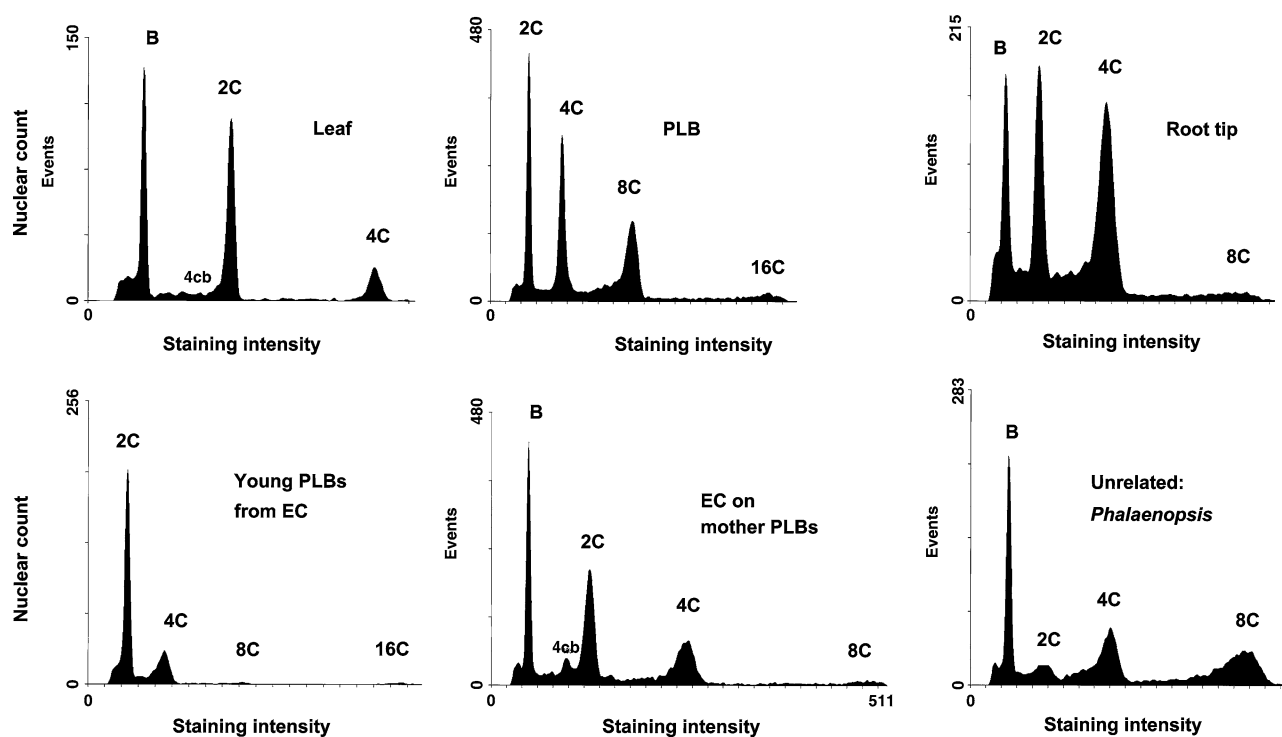 150
B
2C
4C
4cb
Leaf
Nuclear count
Events
0
0
Staining intensity
480
2C
4C
8C
16C
PLB
Events
0
0
Staining intensity
215
B
2C
4C
8C
Root tip
Events
0
0
Staining intensity
256
2C
4C
8C
16C
Young PLBs
from EC
Nuclear count
0
0
Staining intensity
480
B
4cb
2C
4C
8C
EC on
mother PLBs
Events
0
0
511
Staining intensity
283
B
2C
4C
8C
Unrelated:
Phalaenopsis
Events
0
0
Staining intensity